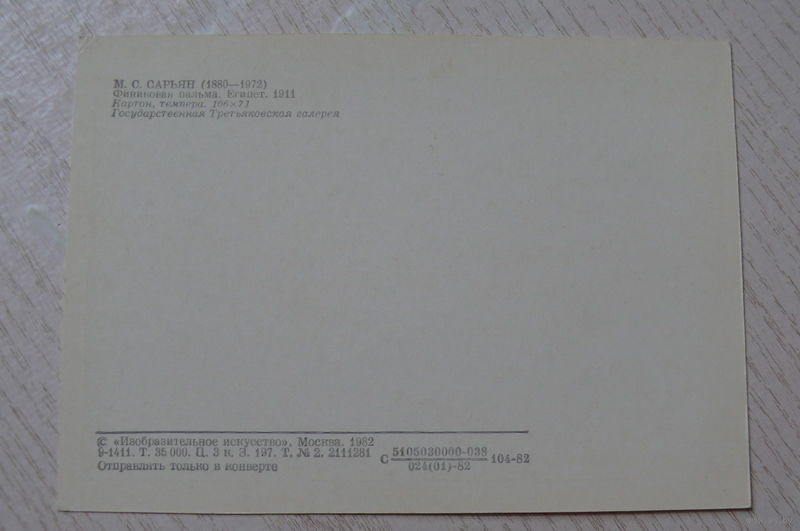 М. С. САРЬЯН (1880—1972)
Финиковая пальма. Египет. 1911
Картон, темпера. 106×71
Государственная Третьяковская галерея
© «Изобразительное искусство», Москва. 1982
9-1411. Т. 35 000. Ц. 3 к. З. 197. Т. № 2. 2111281
Отправлять только в конверте
С 5105030000-038 104-82
024(01)-82